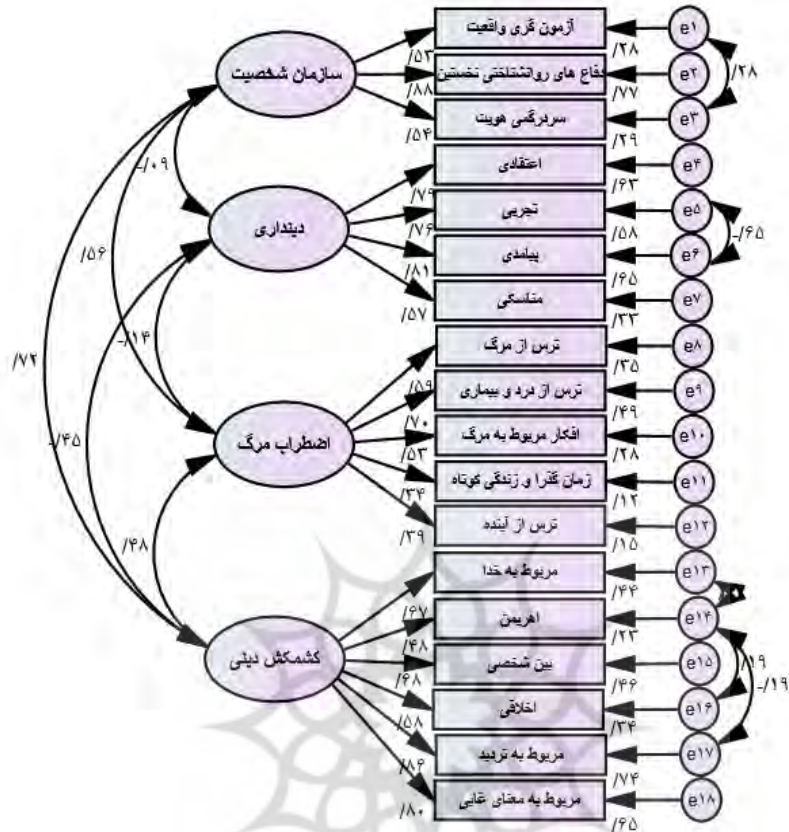 سازمان شخصیت
دینداری
اضطراب مرگ
کشمکش دینی
آزمون گری واقعیت
دفاع های روانشناختی نخستین
سردرگمی هویت
اعتقادی
تجربی
پیامدی
مناسکی
ترس از مرگ
ترس از درد و بیماری
افکار مربوط به مرگ
زمان گذرا و زندگی کوتاه
ترس از آینده
مربوط به خدا
اهریمن
بین شخصی
اخلاقی
مربوط به تردید
مربوط به معنای غایی
e۱
e۲
e۳
e۴
e۵
e۶
e۷
e۸
e۹
e۱۰
e۱۱
e۱۲
e۱۳
e۱۴
e۱۵
e۱۶
e۱۷
e۱۸
/۵۳
/۸۸
/۵۴
/۷۹
/۷۶
/۸۱
/۵۷
/۵۹
/۷۰
/۵۳
/۳۴
/۳۹
/۶۷
/۴۸
/۶۸
/۵۸
/۸۶
/۸۰
/۲۸
/۷۷
/۲۹
/۶۳
/۵۸
/۶۵
/۳۳
/۳۵
/۴۹
/۲۸
/۱۲
/۱۵
/۴۴
/۲۳
/۴۶
/۳۴
/۷۴
/۶۵
/۲۸
-/۶۵
/۱۹
-/۱۹
-/۰۹
/۵۶
-/۱۴
/۷۲
-/۴۵
/۴۸